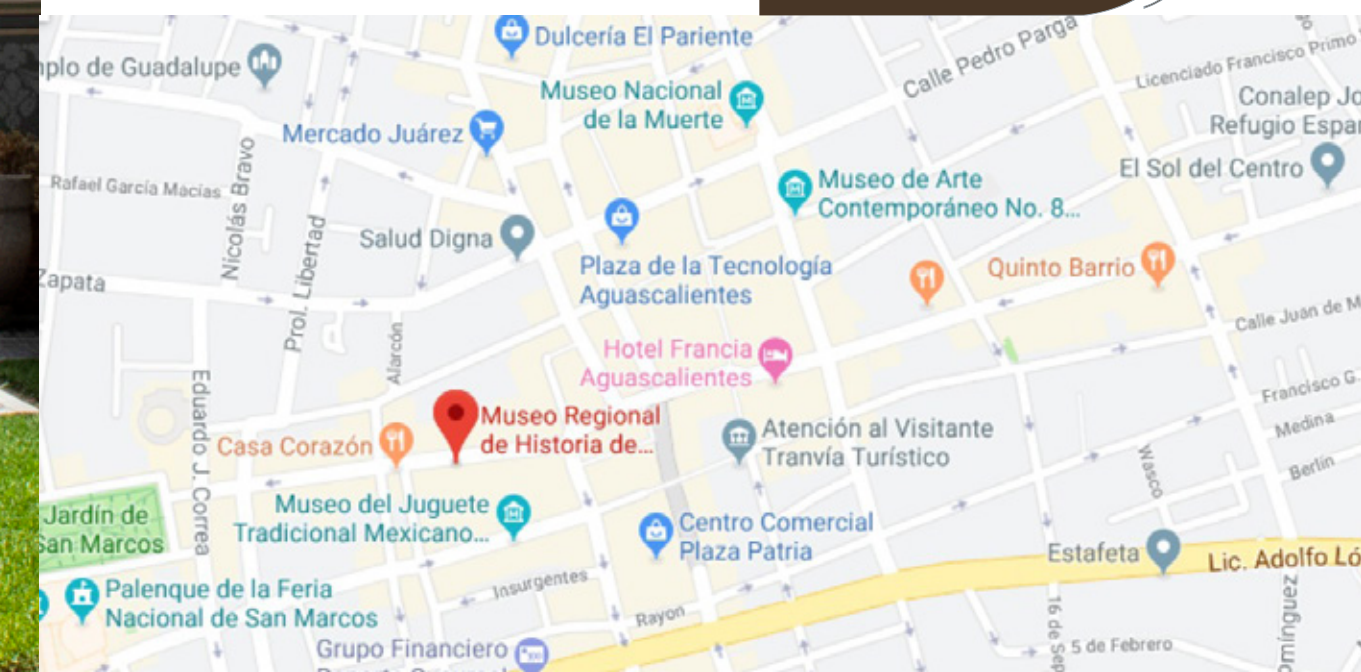 Dulcería El Pariente
Calle Pedro Parga
Licenciado Francisco Primo
nplo de Guadalupe
Museo Nacional
de la Muerte
Conalep Jo
Refugio Espar
Mercado Juárez
El Sol del Centro
Rafael García Macías
Nicolás Bravo
Museo de Arte
Contemporáneo No. 8...
Prol. Libertad
Salud Digna
Plaza de la Tecnología
Aguascalientes
Quinto Barrio
Zapata
Calle Juan de M
Alarcón
Hotel Francia
Aguascalientes
Francisco G.
Eduardo J. Correa
Museo Regional
de Historia de...
Casa Corazón
Atención al Visitante
Tranvía Turístico
Medina
Wasco
Berlín
Jardín de
San Marcos
Museo del Juguete
Tradicional Mexicano...
Centro Comercial
Plaza Patria
Estafeta
Lic. Adolfo Ló
Palenque de la Feria
Nacional de San Marcos
Insurgentes
Rayon
16 de Sep
5 de Febrero
omínguez
Grupo Financiero